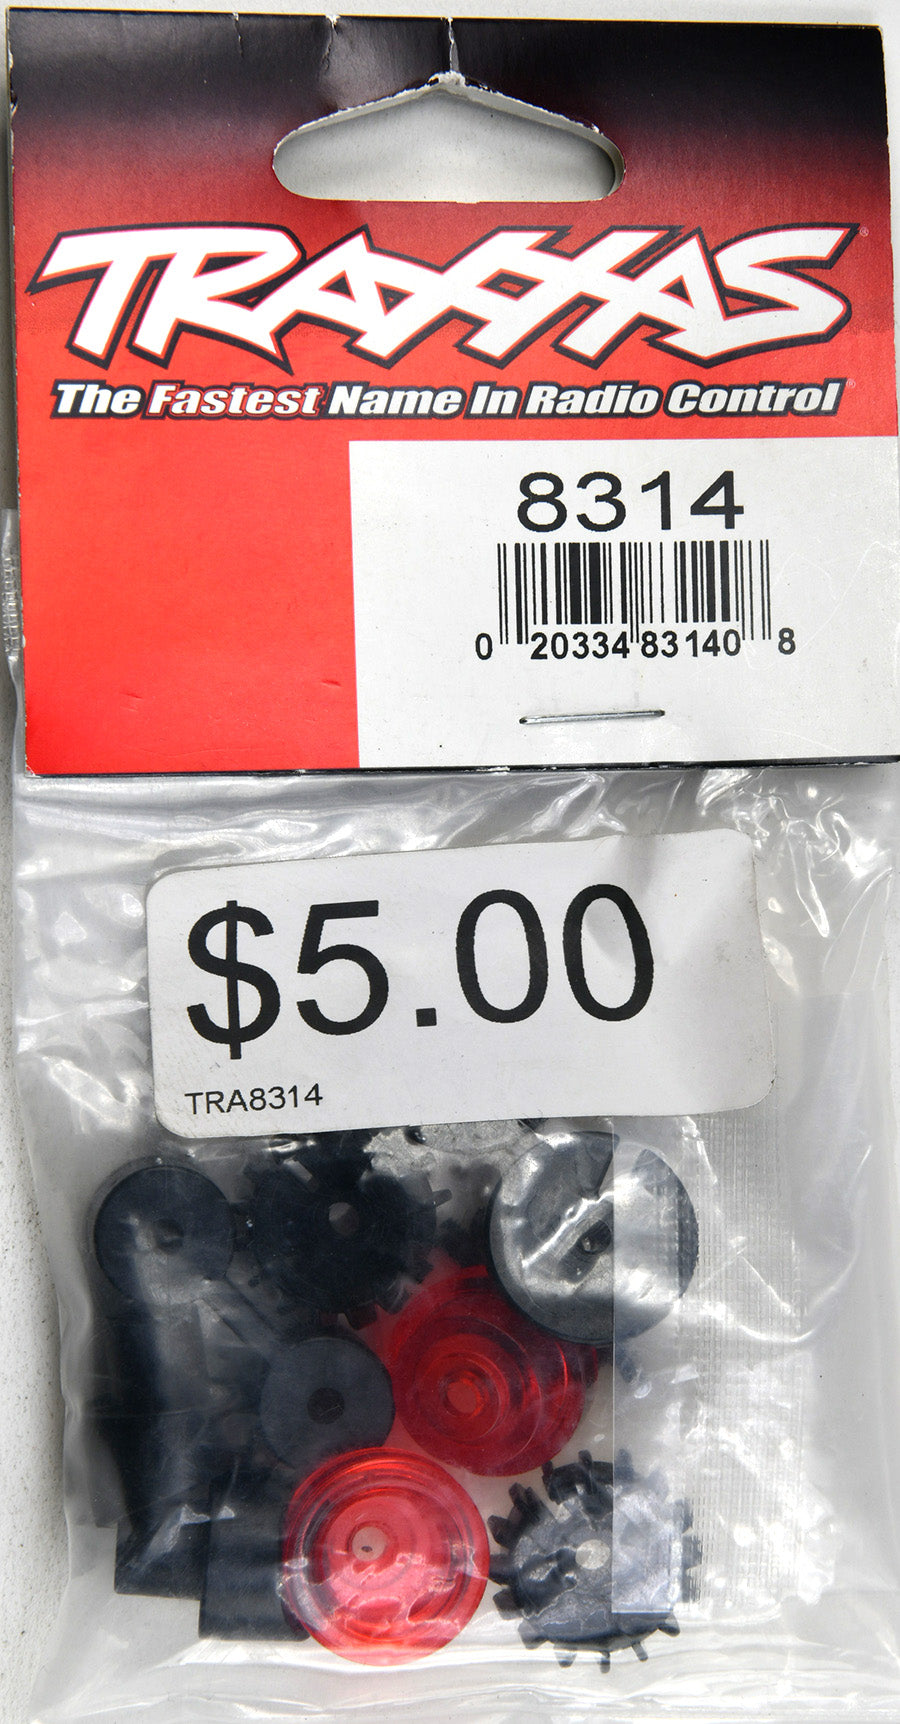 TRAXXAS®
The Fastest Name In Radio Control®
8314
0 20334 83140 8
$5.00
TRA8314